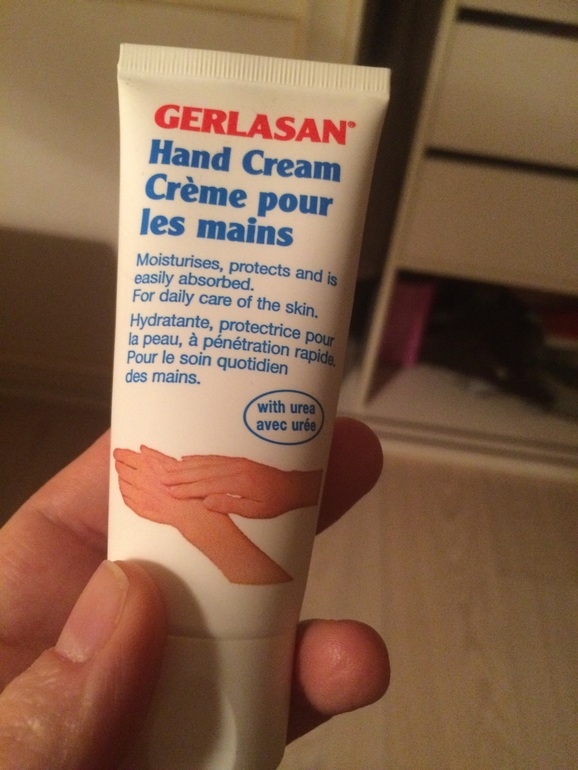 GERLASAN®
Hand Cream
Crème pour
les mains
Moisturises, protects and is
easily absorbed.
For daily care of the skin.
Hydratante, protectrice pour
la peau, à pénétration rapide.
Pour le soin quotidien
des mains.
with urea
avec urée